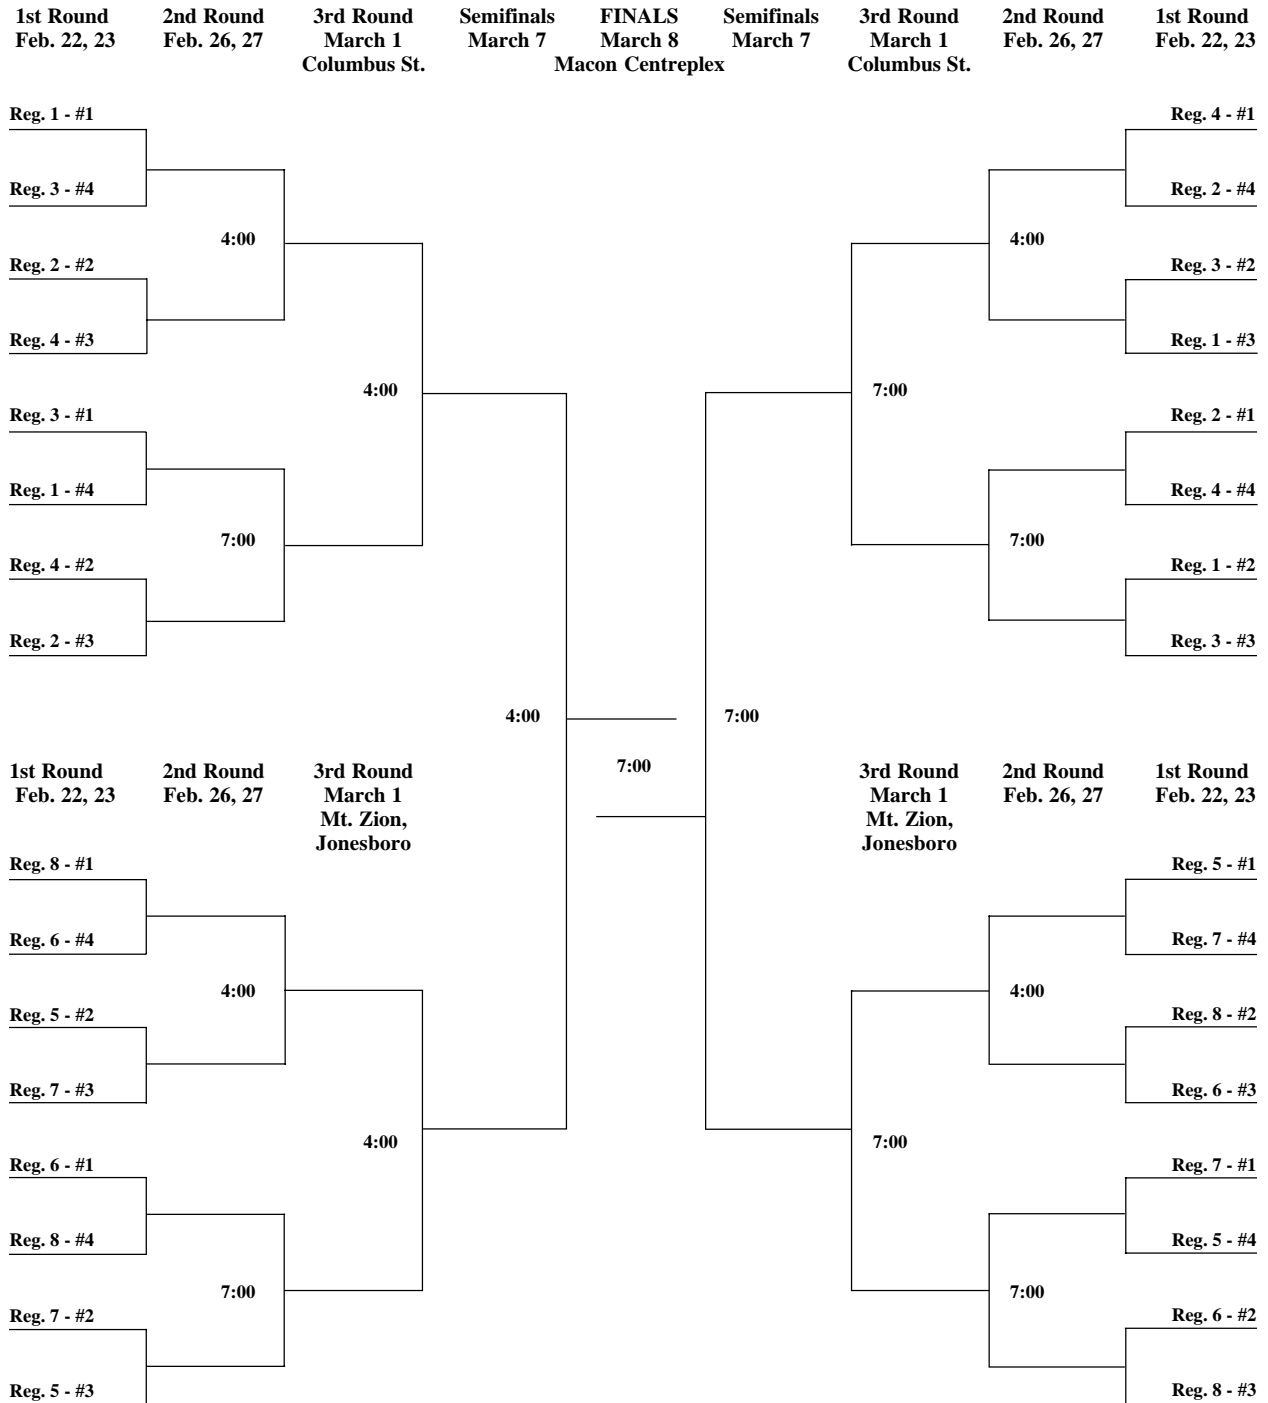 1st Round 2nd Round 3rd Round Semifinals FINALS Semifinals 3rd Round 2nd Round 1st Round
Feb. 22, 23 Feb. 26, 27 March 1 March 7 March 8 March 7 March 1 Feb. 26, 27 Feb. 22, 23
Columbus St. Macon Centreplex Columbus St.
Reg. 1 - #1 Reg. 4 - #1
Reg. 3 - #4 Reg. 2 - #4
4:00 4:00
Reg. 2 - #2 Reg. 3 - #2
Reg. 4 - #3 Reg. 1 - #3
4:00 7:00
Reg. 3 - #1 Reg. 2 - #1
Reg. 1 - #4 Reg. 4 - #4
7:00 7:00
Reg. 4 - #2 Reg. 1 - #2
Reg. 2 - #3 Reg. 3 - #3
4:00 7:00
7:00
1st Round 2nd Round 3rd Round 3rd Round 2nd Round 1st Round
Feb. 22, 23 Feb. 26, 27 March 1 March 1 Feb. 26, 27 Feb. 22, 23
Mt. Zion, Mt. Zion,
Jonesboro Jonesboro
Reg. 8 - #1 Reg. 5 - #1
Reg. 6 - #4 Reg. 7 - #4
4:00 4:00
Reg. 5 - #2 Reg. 8 - #2
Reg. 7 - #3 Reg. 6 - #3
4:00 7:00
Reg. 6 - #1 Reg. 7 - #1
Reg. 8 - #4 Reg. 5 - #4
7:00 7:00
Reg. 7 - #2 Reg. 6 - #2
Reg. 5 - #3 Reg. 8 - #3